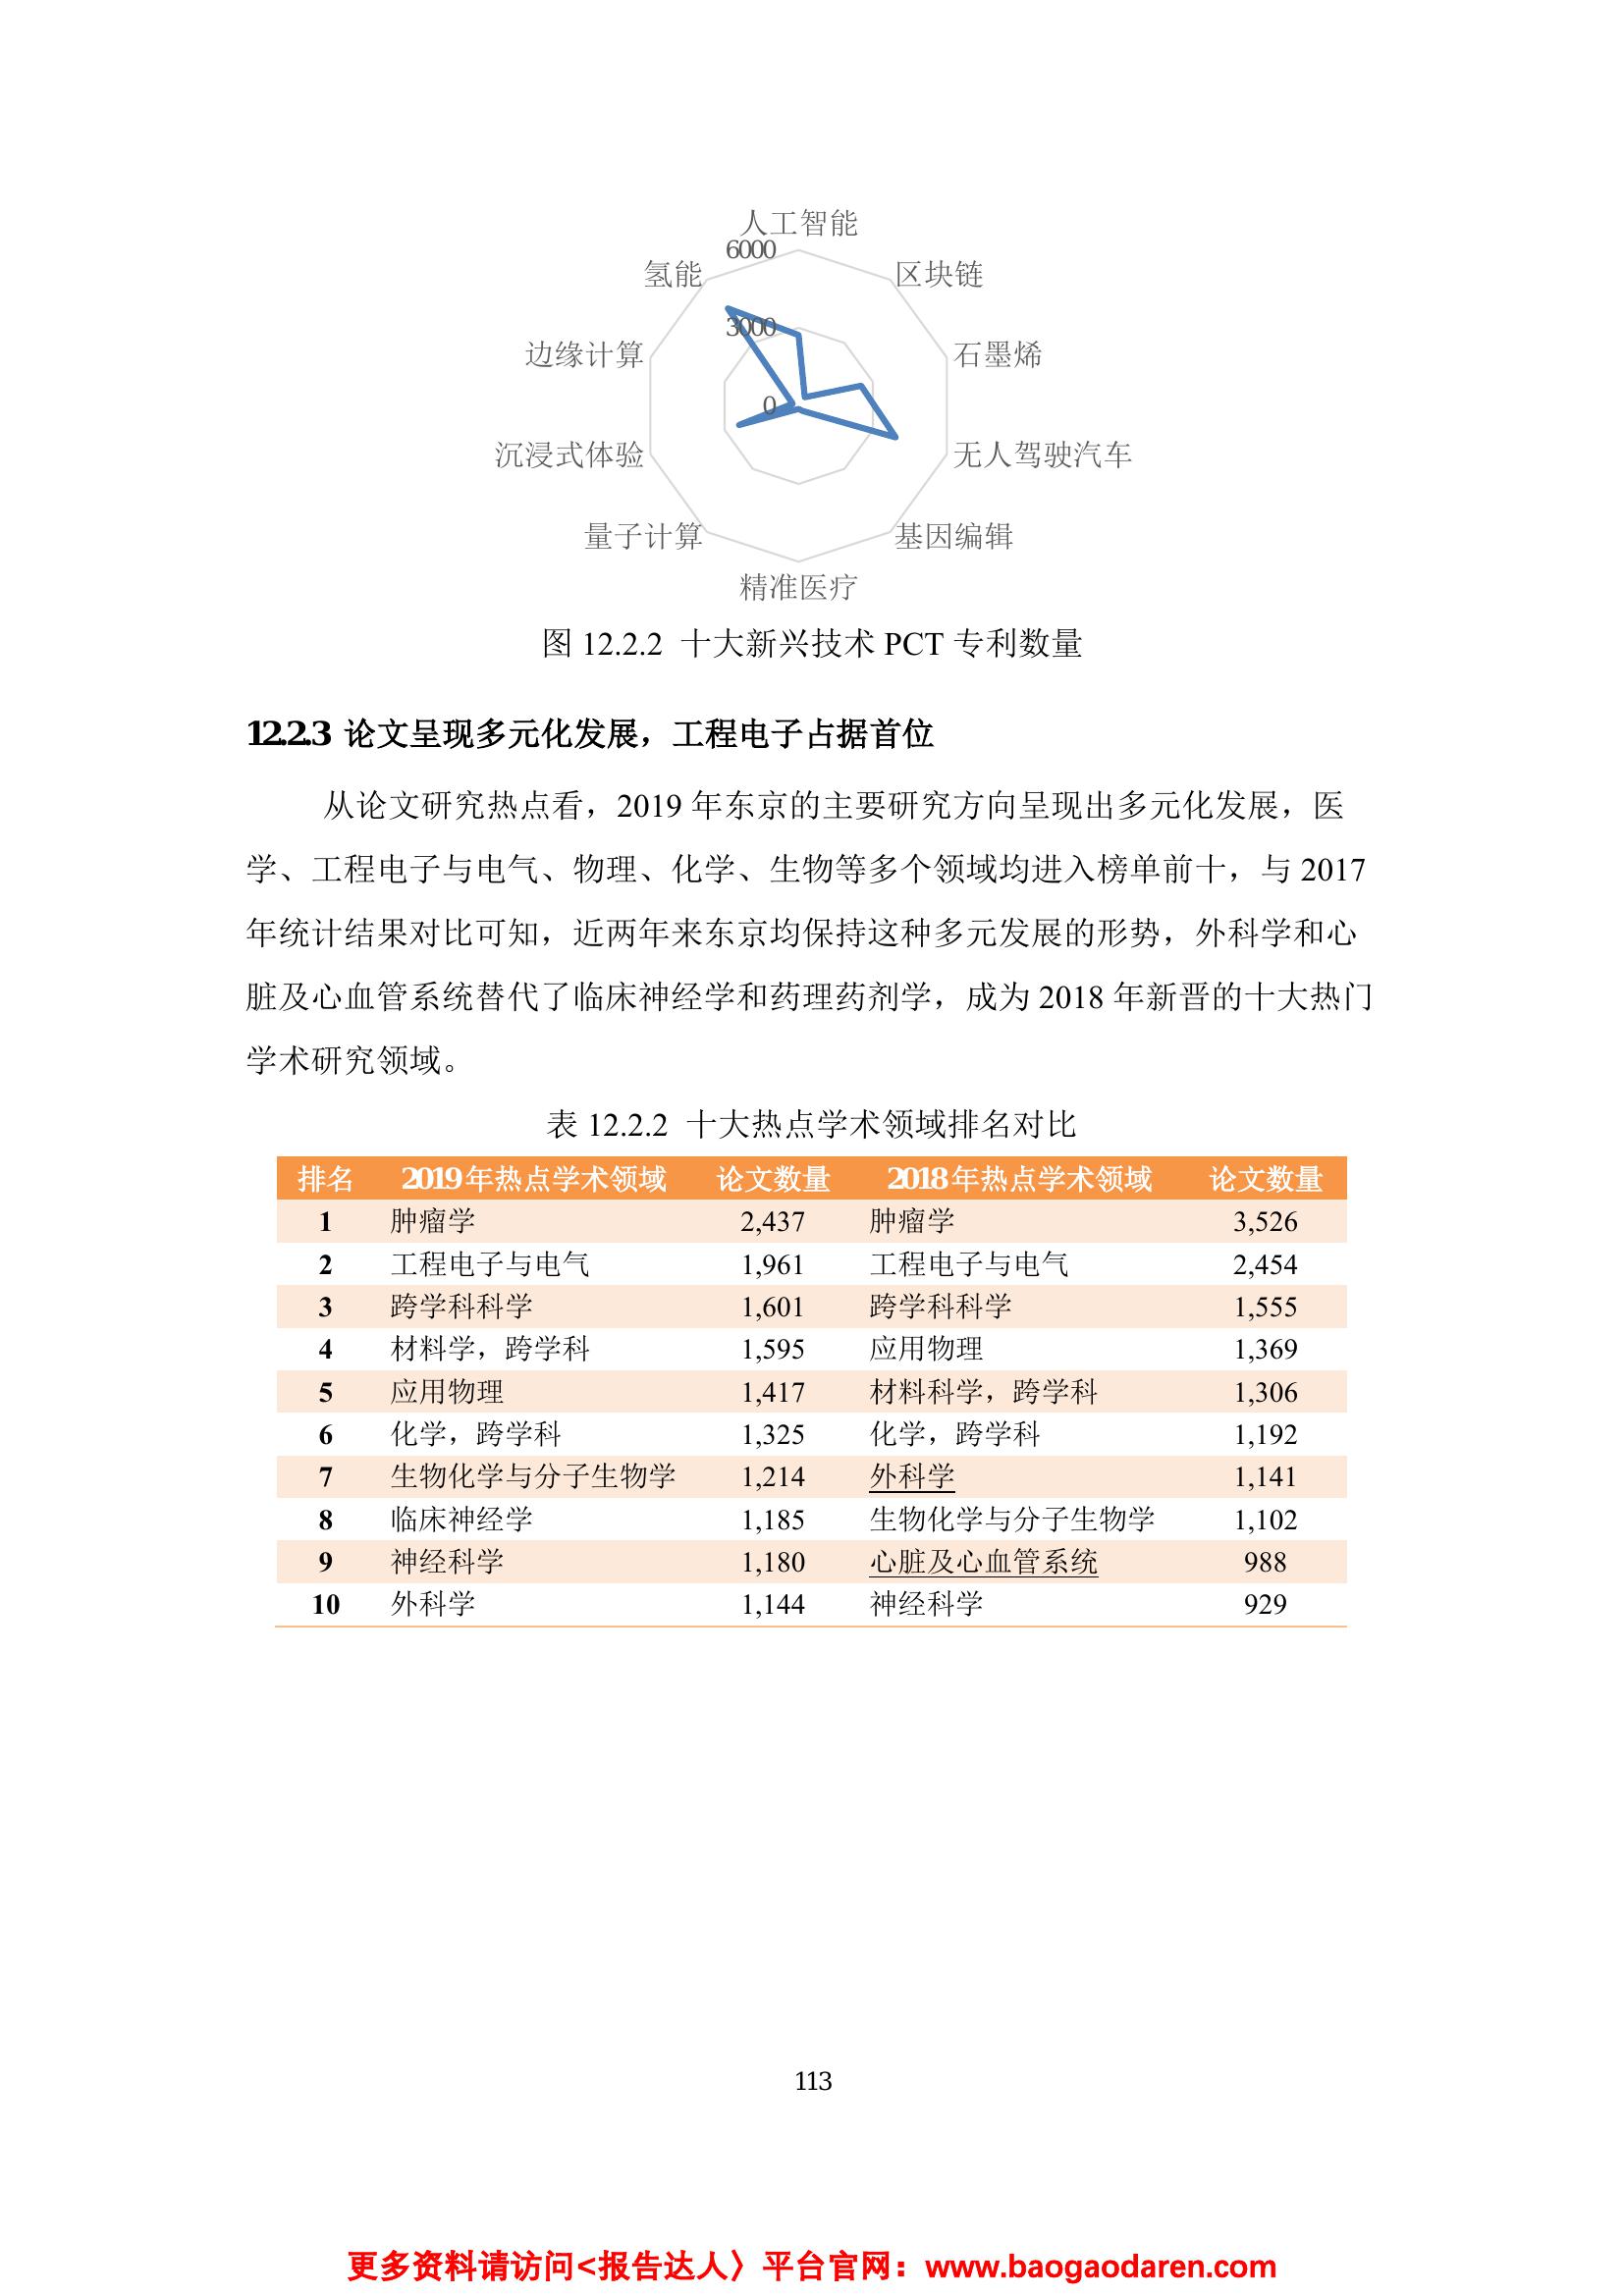 人工智能
6000
氢能
区块链
3000
边缘计算
石墨烯
0
沉浸式体验
无人驾驶汽车
量子计算
基因编辑
精准医疗
图 12.2.2 十大新兴技术 PCT 专利数量
12.2.3 论文呈现多元化发展，工程电子占据首位
从论文研究热点看，2019 年东京的主要研究方向呈现出多元化发展，医
学、工程电子与电气、物理、化学、生物等多个领域均进入榜单前十，与 2017
年统计结果对比可知，近两年来东京均保持这种多元发展的形势，外科学和心
脏及心血管系统替代了临床神经学和药理药剂学，成为 2018 年新晋的十大热门
学术研究领域。
表 12.2.2 十大热点学术领域排名对比
排名 2019年热点学术领域 论文数量 2018年热点学术领域 论文数量
1 肿瘤学 2,437 肿瘤学 3,526
2 工程电子与电气 1,961 工程电子与电气 2,454
3 跨学科科学 1,601 跨学科科学 1,555
4 材料学，跨学科 1,595 应用物理 1,369
5 应用物理 1,417 材料科学，跨学科 1,306
6 化学，跨学科 1,325 化学，跨学科 1,192
7 生物化学与分子生物学 1,214 外科学 1,141
8 临床神经学 1,185 生物化学与分子生物学 1,102
9 神经科学 1,180 心脏及心血管系统 988
10 外科学 1,144 神经科学 929
113
更多资料请访问<报告达人〉平台官网：www.baogaodaren.com